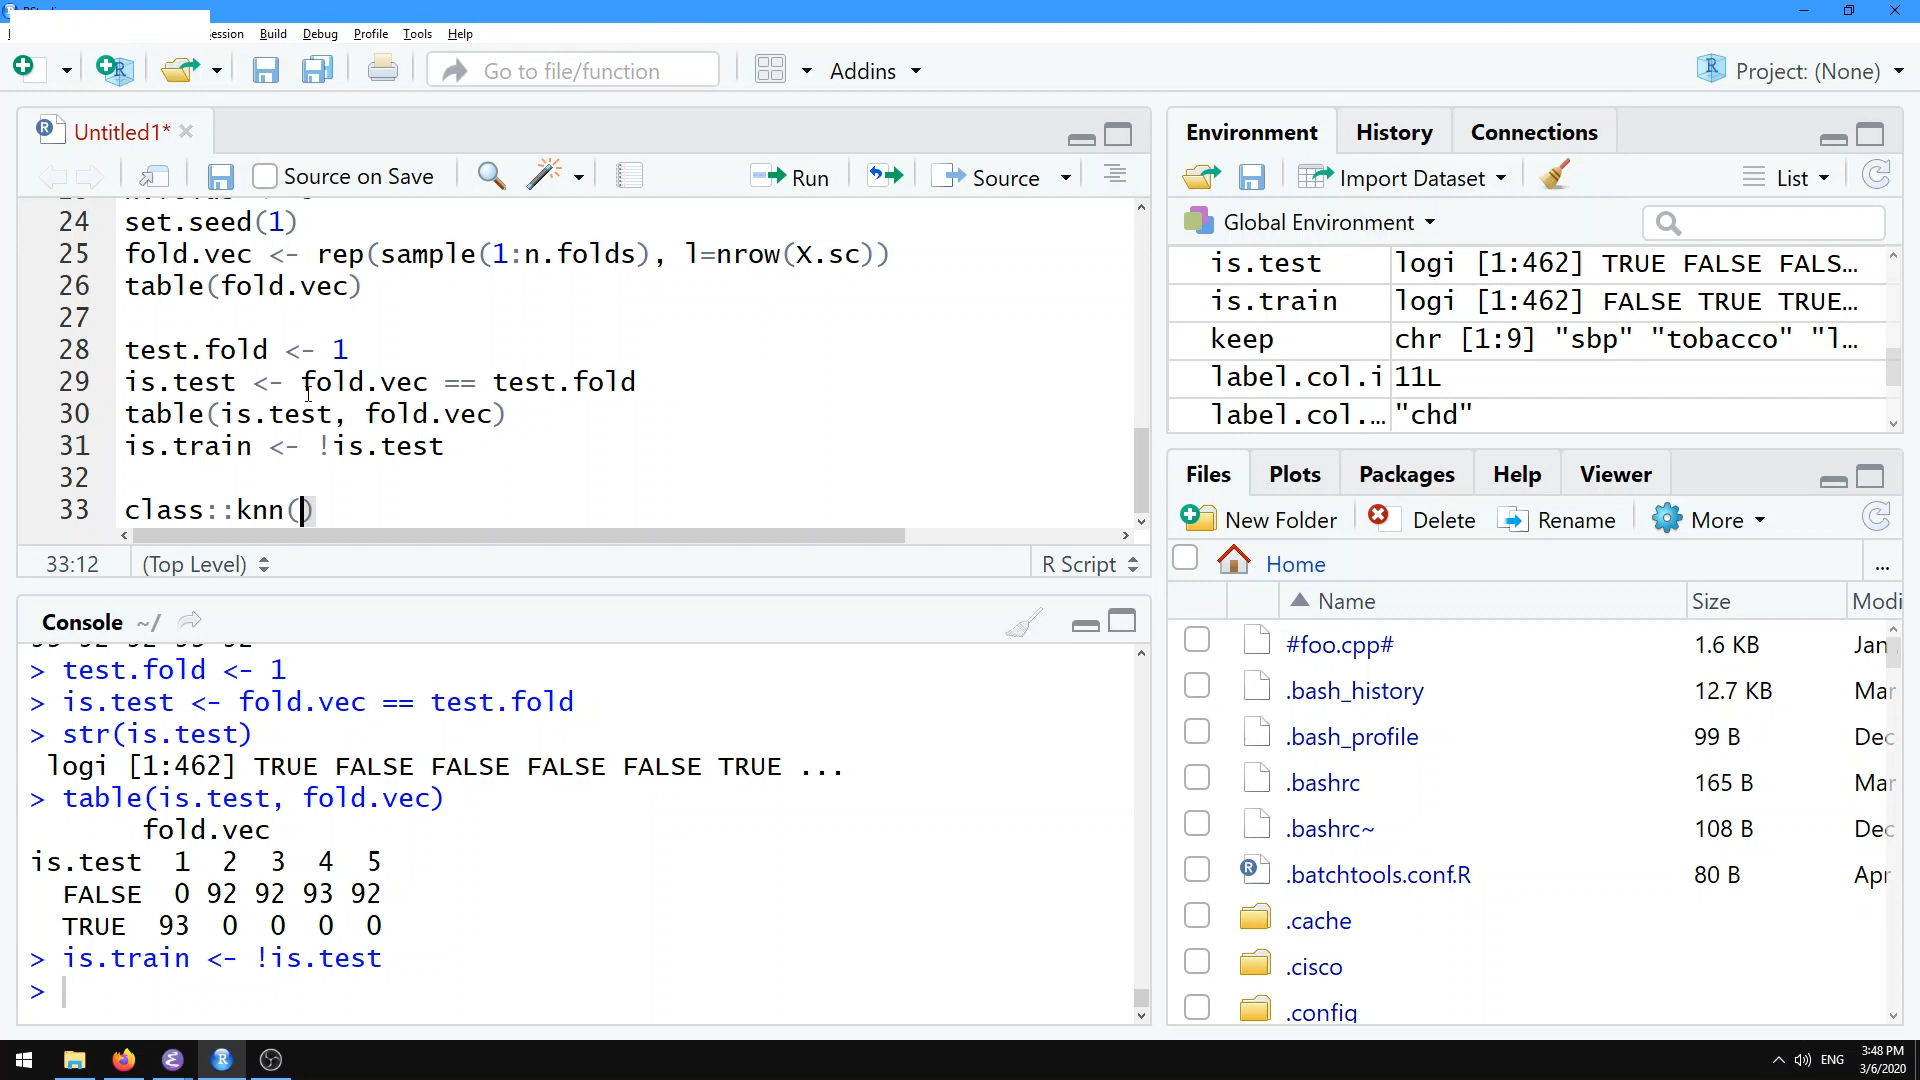 Build Debug Profile Tools Help
Go to file/function
Addins
Project: (None)
Untitled1*
Source on Save
Run
Source
24 set.seed(1)
25 fold.vec <- rep(sample(1:n.folds), l=nrow(X.sc))
26 table(fold.vec)
27
28 test.fold <- 1
29 is.test <- fold.vec == test.fold
30 table(is.test, fold.vec)
31 is.train <- !is.test
32
33 class::knn()
33:12 (Top Level) R Script
Console ~/
> test.fold <- 1
> is.test <- fold.vec == test.fold
> str(is.test)
logi [1:462] TRUE FALSE FALSE FALSE FALSE TRUE ...
> table(is.test, fold.vec)
fold.vec
is.test 1 2 3 4 5
FALSE 0 92 92 93 92
TRUE 93 0 0 0 0
> is.train <- !is.test
>
Environment History Connections
Import Dataset List
Global Environment
is.test logi [1:462] TRUE FALSE FALS…
is.train logi [1:462] FALSE TRUE TRUE…
keep chr [1:9] "sbp" "tobacco" "l…
label.col.i 11L
label.col.… "chd"
Files Plots Packages Help Viewer
New Folder Delete Rename More
Home ...
Name Size Modi
#foo.cpp# 1.6 KB Jan
.bash_history 12.7 KB Mar
.bash_profile 99 B Dec
.bashrc 165 B Mar
.bashrc~ 108 B Dec
.batchtools.conf.R 80 B Apr
.cache
.cisco
.config
ENG
3:48 PM
3/6/2020